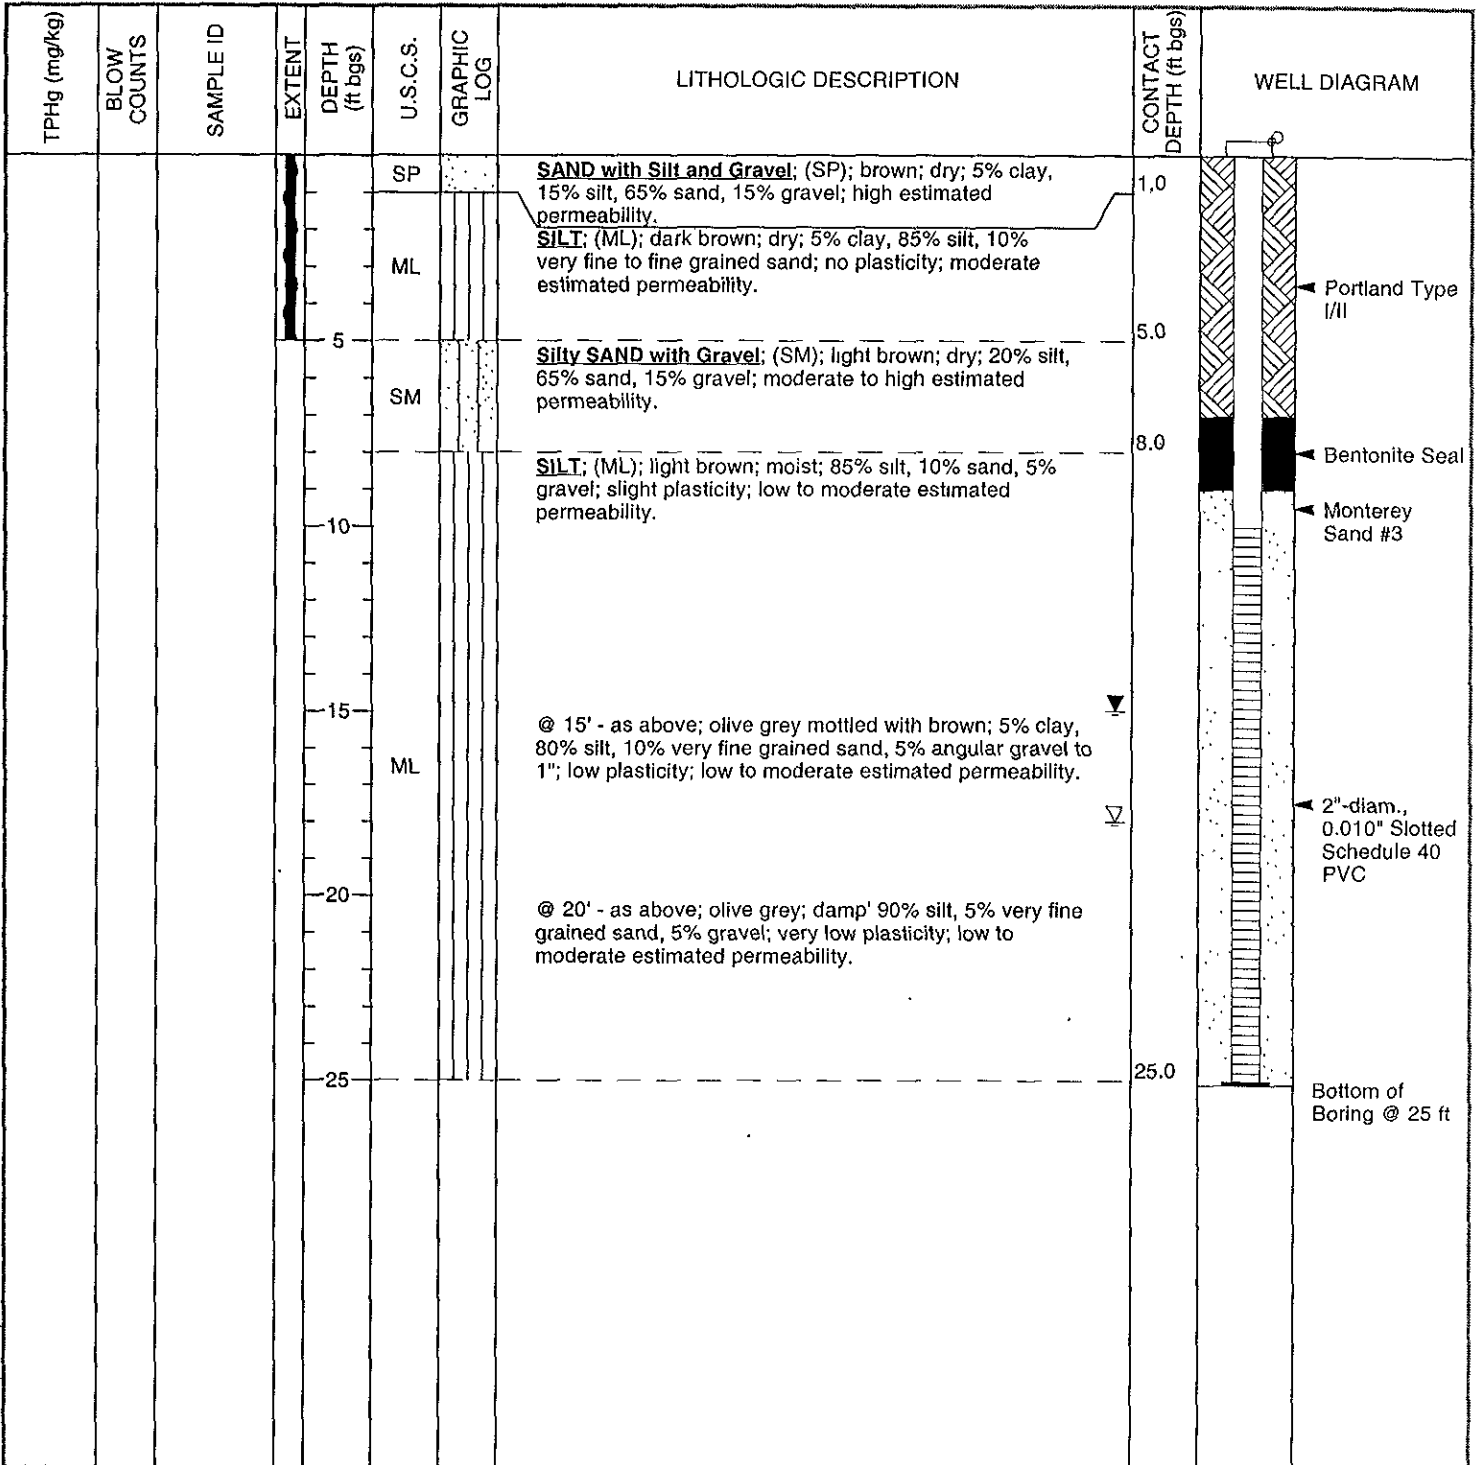 TPHg (mg/kg)
BLOW
COUNTS
SAMPLE ID
EXTENT
DEPTH
(ft bgs)
U.S.C.S.
GRAPHIC
LOG
LITHOLOGIC DESCRIPTION
CONTACT
DEPTH (ft bgs)
WELL DIAGRAM
SP
SAND with Silt and Gravel; (SP); brown; dry; 5% clay,
15% silt, 65% sand, 15% gravel; high estimated
permeability.
1,0
ML
SILT; (ML); dark brown; dry; 5% clay, 85% silt, 10%
very fine to fine grained sand; no plasticity; moderate
estimated permeability.
Portland Type
I/II
5
5.0
SM
Silty SAND with Gravel; (SM); light brown; dry; 20% silt,
65% sand, 15% gravel; moderate to high estimated
permeability.
8.0
Bentonite Seal
SILT; (ML); light brown; moist; 85% silt, 10% sand, 5%
gravel; slight plasticity; low to moderate estimated
permeability.
Monterey
Sand #3
10
15
@ 15' - as above; olive grey mottled with brown; 5% clay,
80% silt, 10% very fine grained sand, 5% angular gravel to
1"; low plasticity; low to moderate estimated permeability.
ML
2"-diam.,
0.010" Slotted
Schedule 40
PVC
20
@ 20' - as above; olive grey; damp' 90% silt, 5% very fine
grained sand, 5% gravel; very low plasticity; low to
moderate estimated permeability.
25
25.0
Bottom of
Boring @ 25 ft